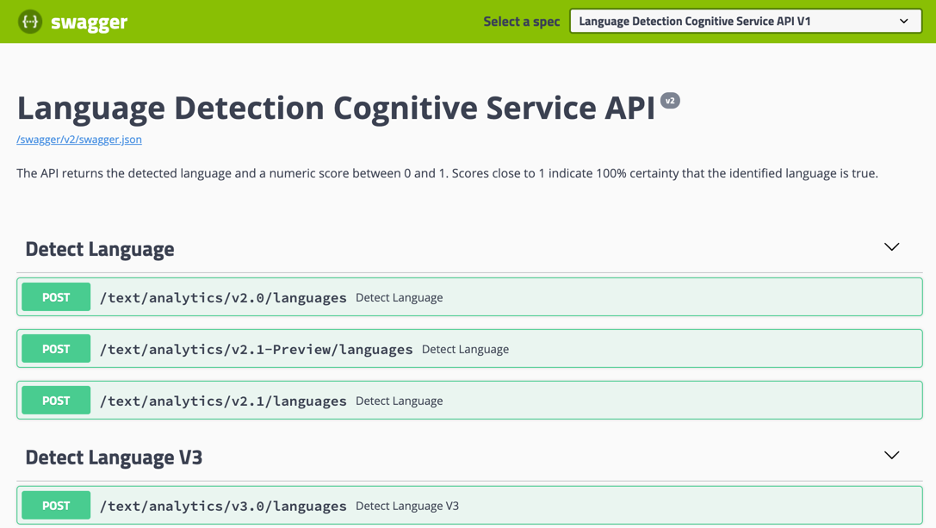 swagger
Select a spec
Language Detection Cognitive Service API V1
Language Detection Cognitive Service API v2
/swagger/v2/swagger.json
The API returns the detected language and a numeric score between 0 and 1. Scores close to 1 indicate 100% certainty that the identified language is true.
Detect Language
POST /text/analytics/v2.0/languages Detect Language
POST /text/analytics/v2.1-Preview/languages Detect Language
POST /text/analytics/v2.1/languages Detect Language
Detect Language V3
POST /text/analytics/v3.0/languages Detect Language V3